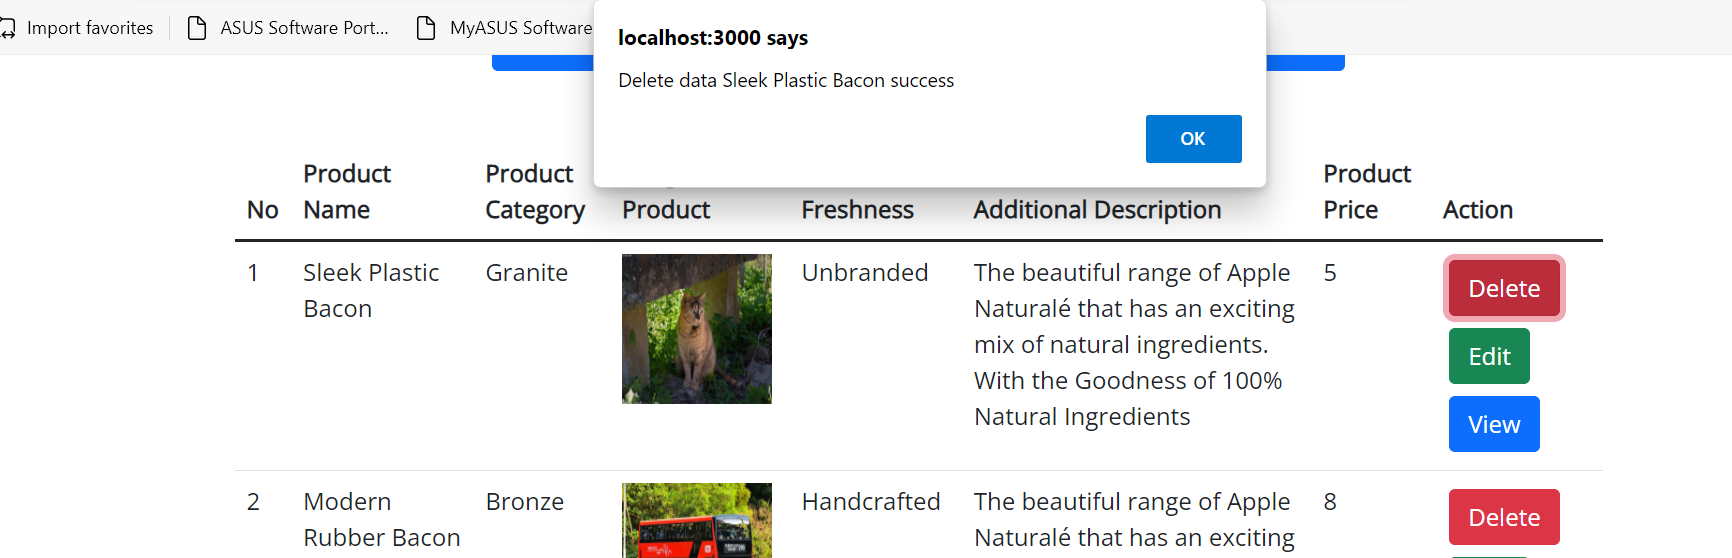 Import favorites
ASUS Software Port...
MyASUS Software
localhost:3000 says
Delete data Sleek Plastic Bacon success
OK
No
Product
Name
Product
Category
Product
Freshness
Additional Description
Product
Price
Action
1
Sleek Plastic
Bacon
Granite
Unbranded
The beautiful range of Apple
Naturalé that has an exciting
mix of natural ingredients.
With the Goodness of 100%
Natural Ingredients
5
Delete
Edit
View
2
Modern
Rubber Bacon
Bronze
Handcrafted
The beautiful range of Apple
Naturalé that has an exciting
8
Delete